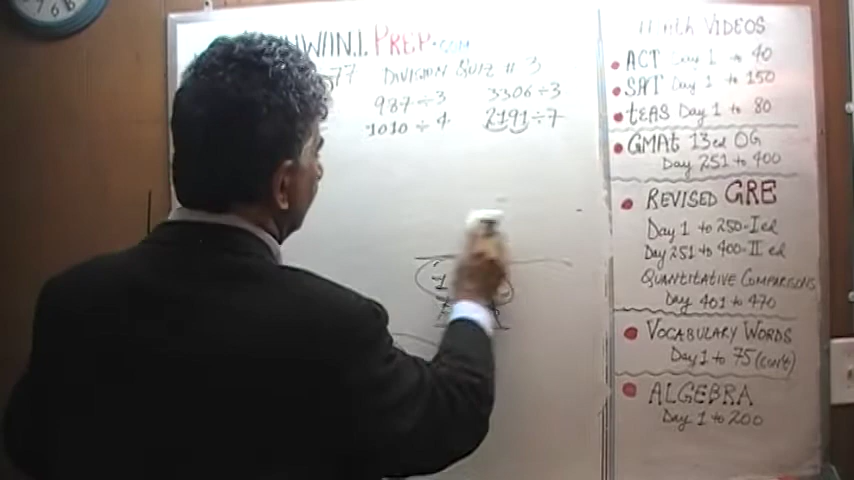 PREP.com
77 DIVISION QUIZ # 3
987 ÷ 3 3306 ÷ 3
1010 ÷ 4 2191 ÷ 7
VIDEOS
ACT Day 1 to 40
SAT Day 1 to 150
TEAS Day 1 to 80
GMAt 13ed OG
Day 251 to 400
REVISED GRE
Day 1 to 250-I ed
Day 251 to 400-II ed
QUANTITATIVE COMPARISONS
Day 401 to 470
VOCABULARY WORDS
Day 1 to 75
ALGEBRA
Day 1 to 200